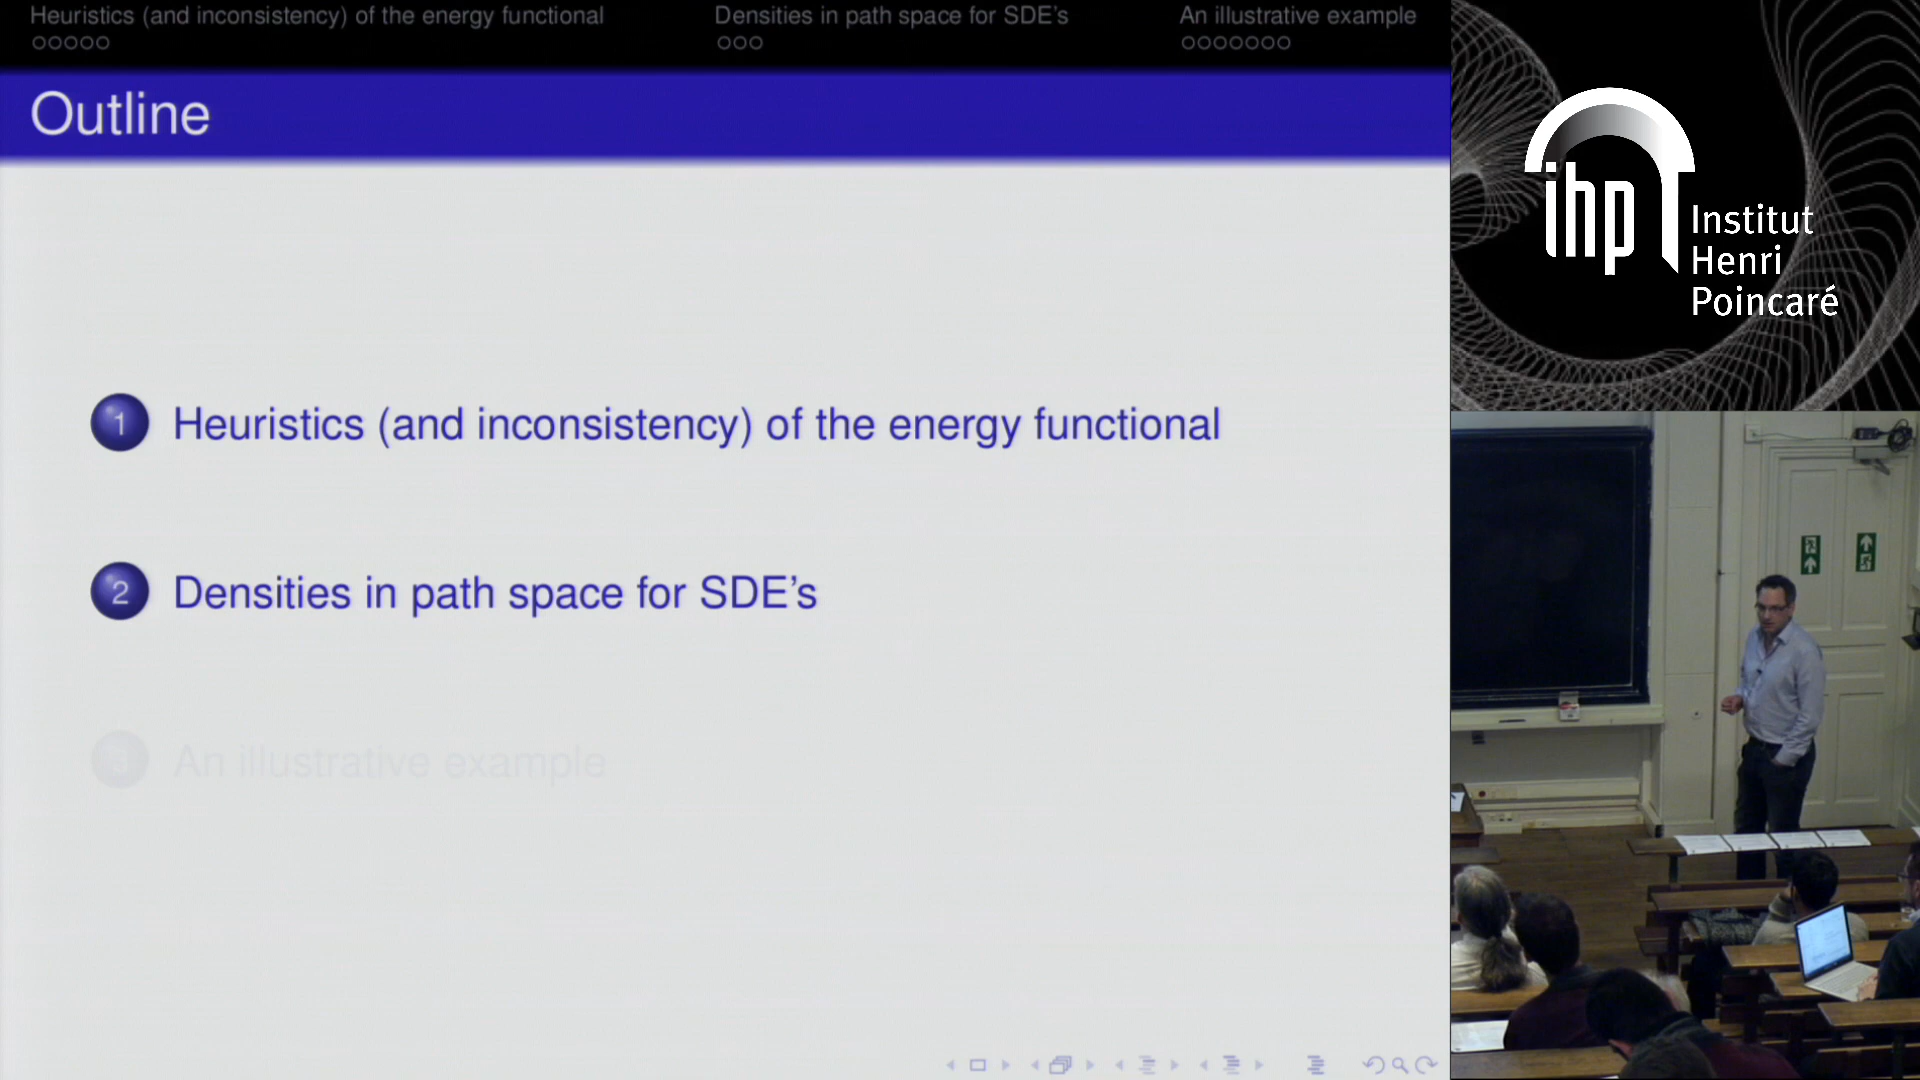 Heuristics (and inconsistency) of the energy functional
Densities in path space for SDE's
An illustrative example
Outline
1 Heuristics (and inconsistency) of the energy functional
2 Densities in path space for SDE's
3 An illustrative example
ihp Institut
Henri
Poincaré